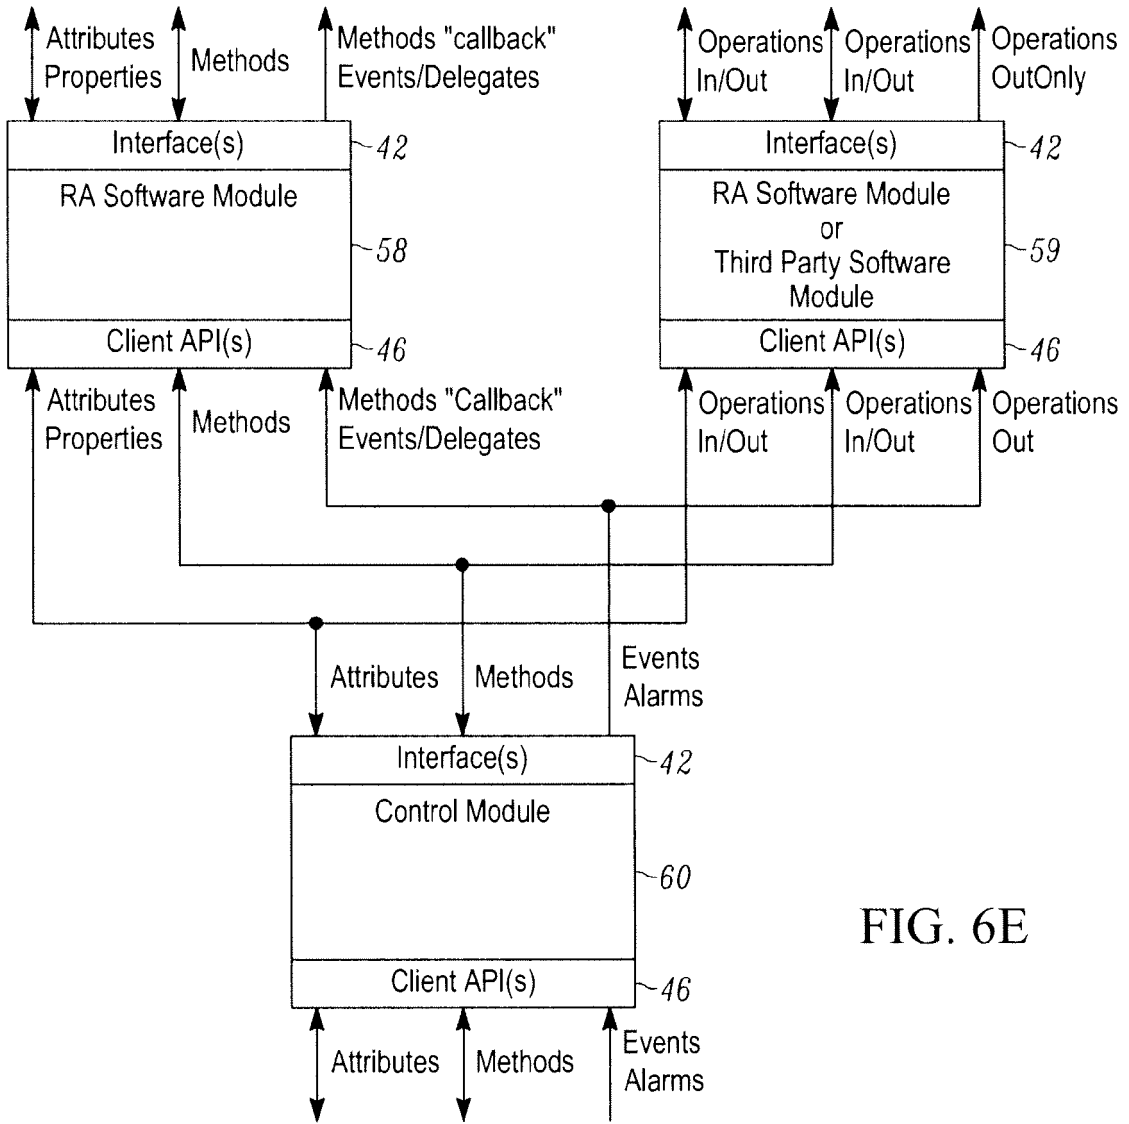 Attributes
Properties
Methods
Methods "callback"
Events/Delegates
Operations
In/Out
Operations
In/Out
Operations
OutOnly
Interface(s)
42
RA Software Module
58
Client API(s)
46
Interface(s)
42
RA Software Module
or
Third Party Software
Module
59
Client API(s)
46
Attributes
Properties
Methods
Methods "Callback"
Events/Delegates
Operations
In/Out
Operations
In/Out
Operations
Out
Attributes
Methods
Events
Alarms
Interface(s)
42
Control Module
60
Client API(s)
46
Attributes
Methods
Events
Alarms
FIG. 6E